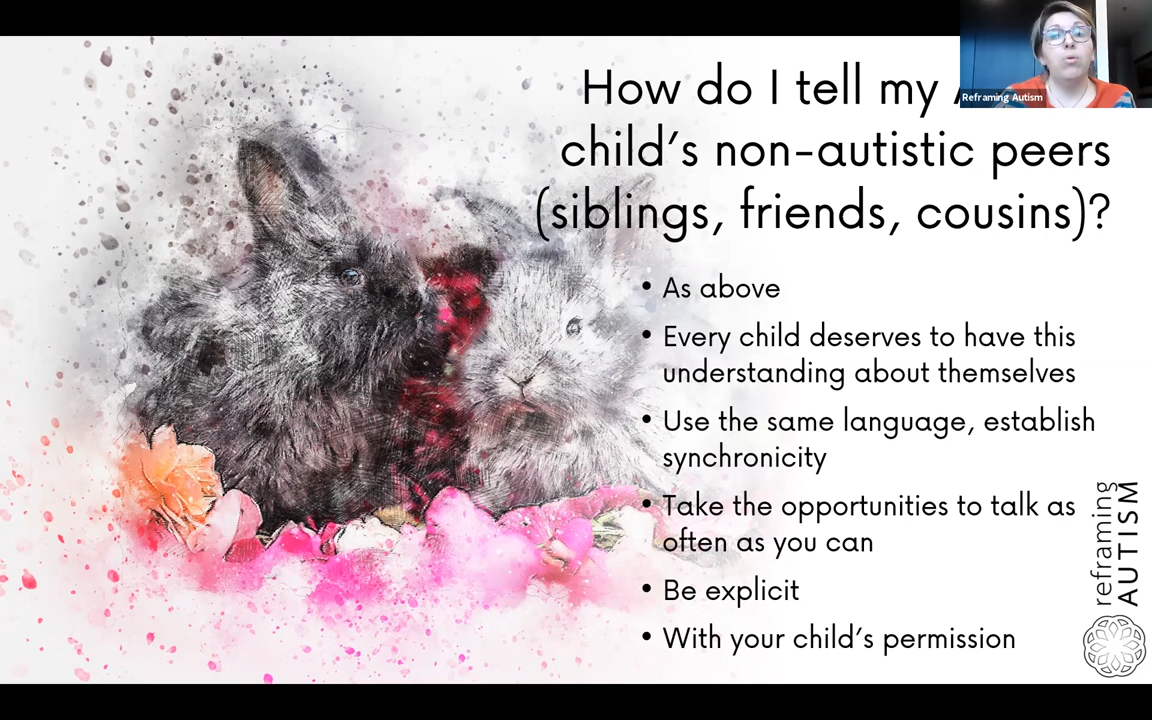 How do I tell my
child's non-autistic peers
(siblings, friends, cousins)?
Reframing Autism
• As above
• Every child deserves to have this
understanding about themselves
• Use the same language, establish
synchronicity
• Take the opportunities to talk as
often as you can
• Be explicit
• With your child's permission
reframing
AUTISM